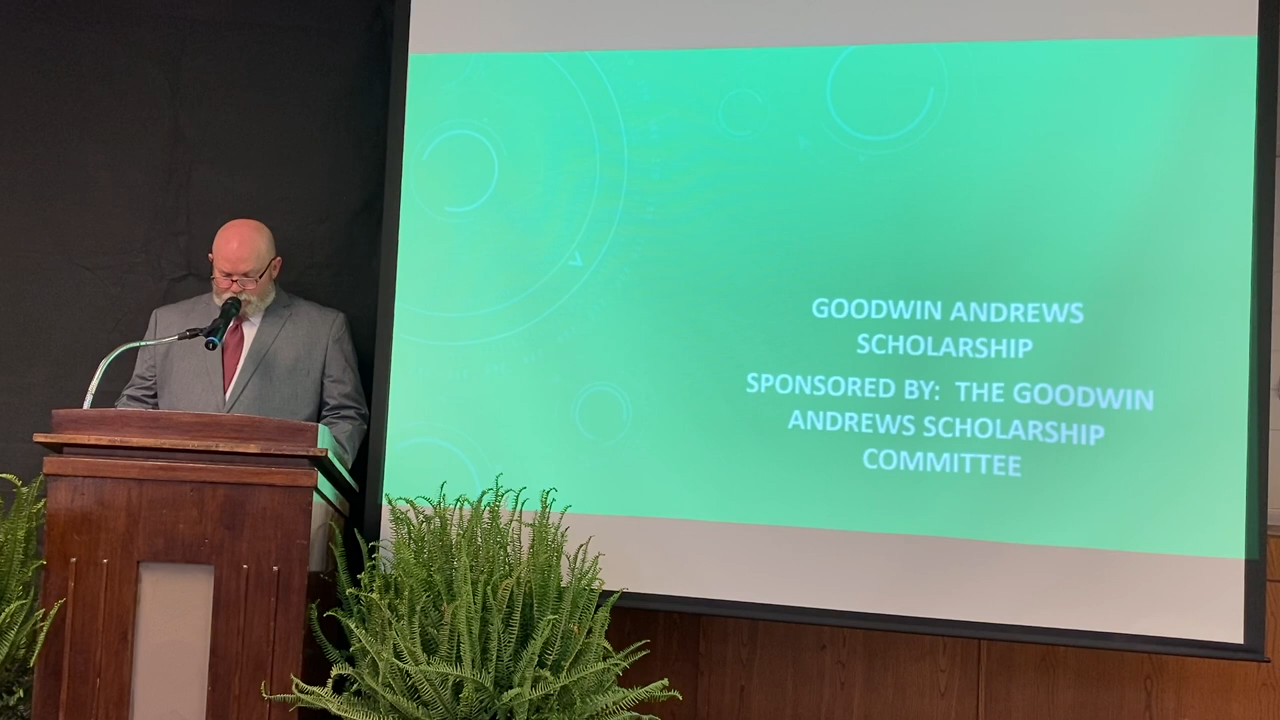 GOODWIN ANDREWS
SCHOLARSHIP
SPONSORED BY: THE GOODWIN
ANDREWS SCHOLARSHIP
COMMITTEE